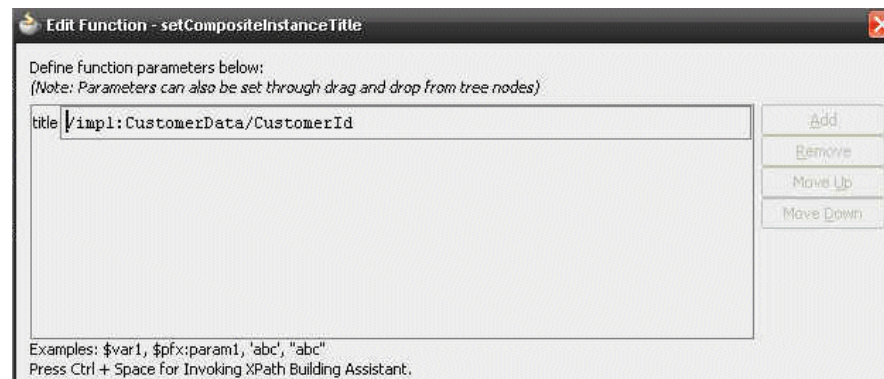 Edit Function - setCompositeInstanceTitle
Define function parameters below:
(Note: Parameters can also be set through drag and drop from tree nodes)
title /impl:CustomerData/CustomerId
Add
Remove
Move Up
Move Down
Examples: $var1, $pfx:param1, 'abc', "abc"
Press Ctrl + Space for Invoking XPath Building Assistant.